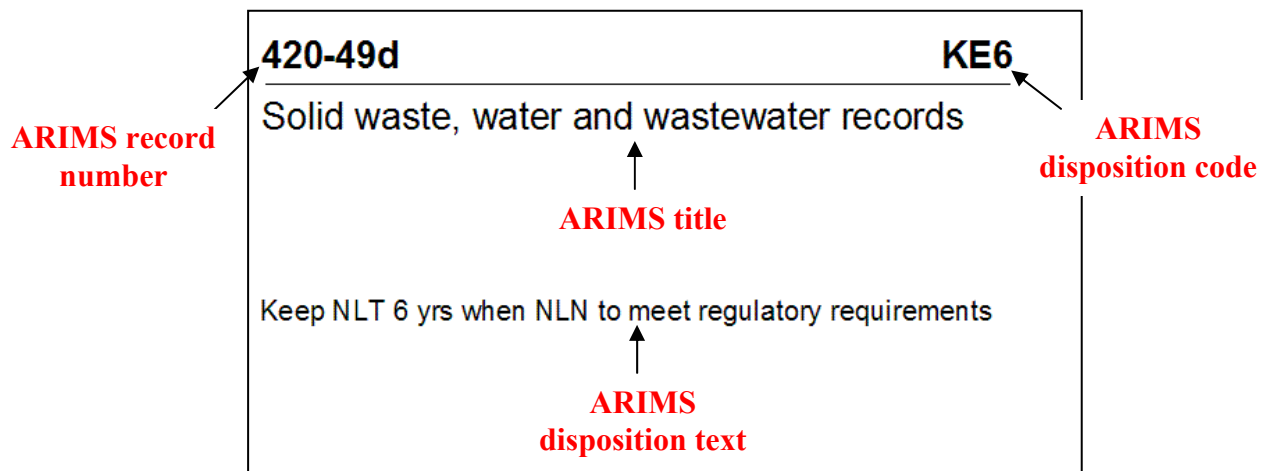 420-49d KE6
Solid waste, water and wastewater records
ARIMS record
number
ARIMS
disposition code
ARIMS title
Keep NLT 6 yrs when NLN to meet regulatory requirements
ARIMS
disposition text